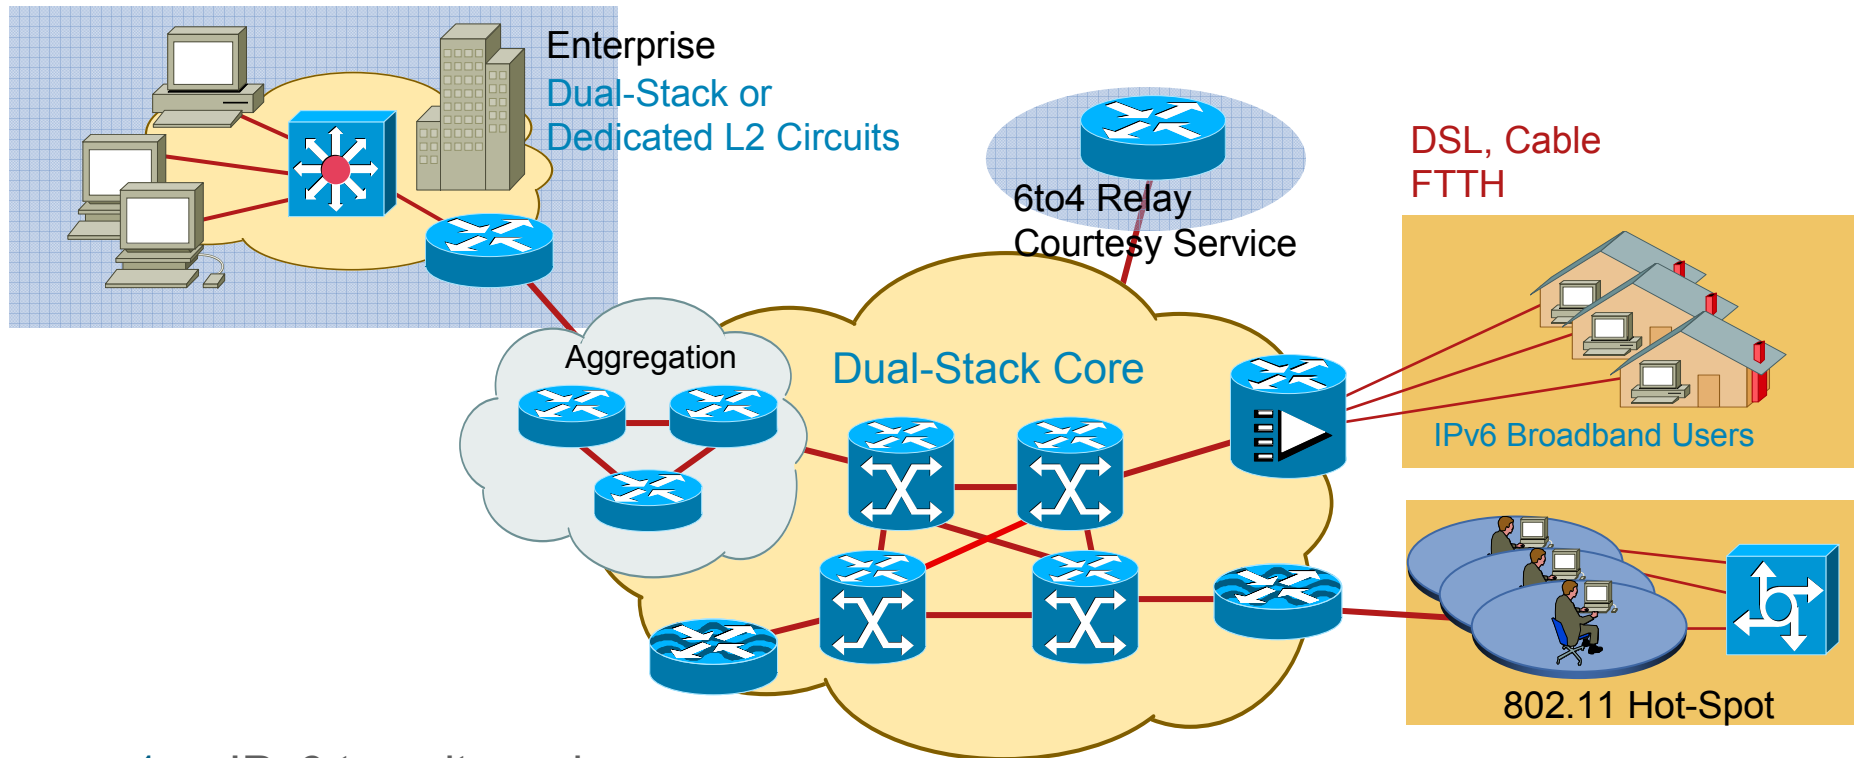 Enterprise
Dual-Stack or
Dedicated L2 Circuits
6to4 Relay
Courtesy Service
DSL, Cable
FTTH
Aggregation
Dual-Stack Core
IPv6 Broadband Users
802.11 Hot-Spot